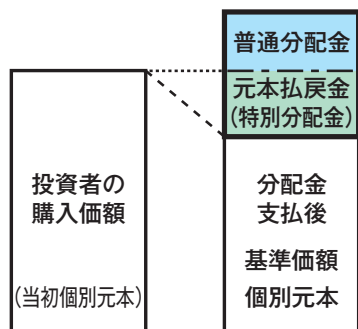 普通分配金
元本払戻金
(特別分配金)
投資者の
購入価額
(当初個別元本)
分配金
支払後
基準価額
個別元本